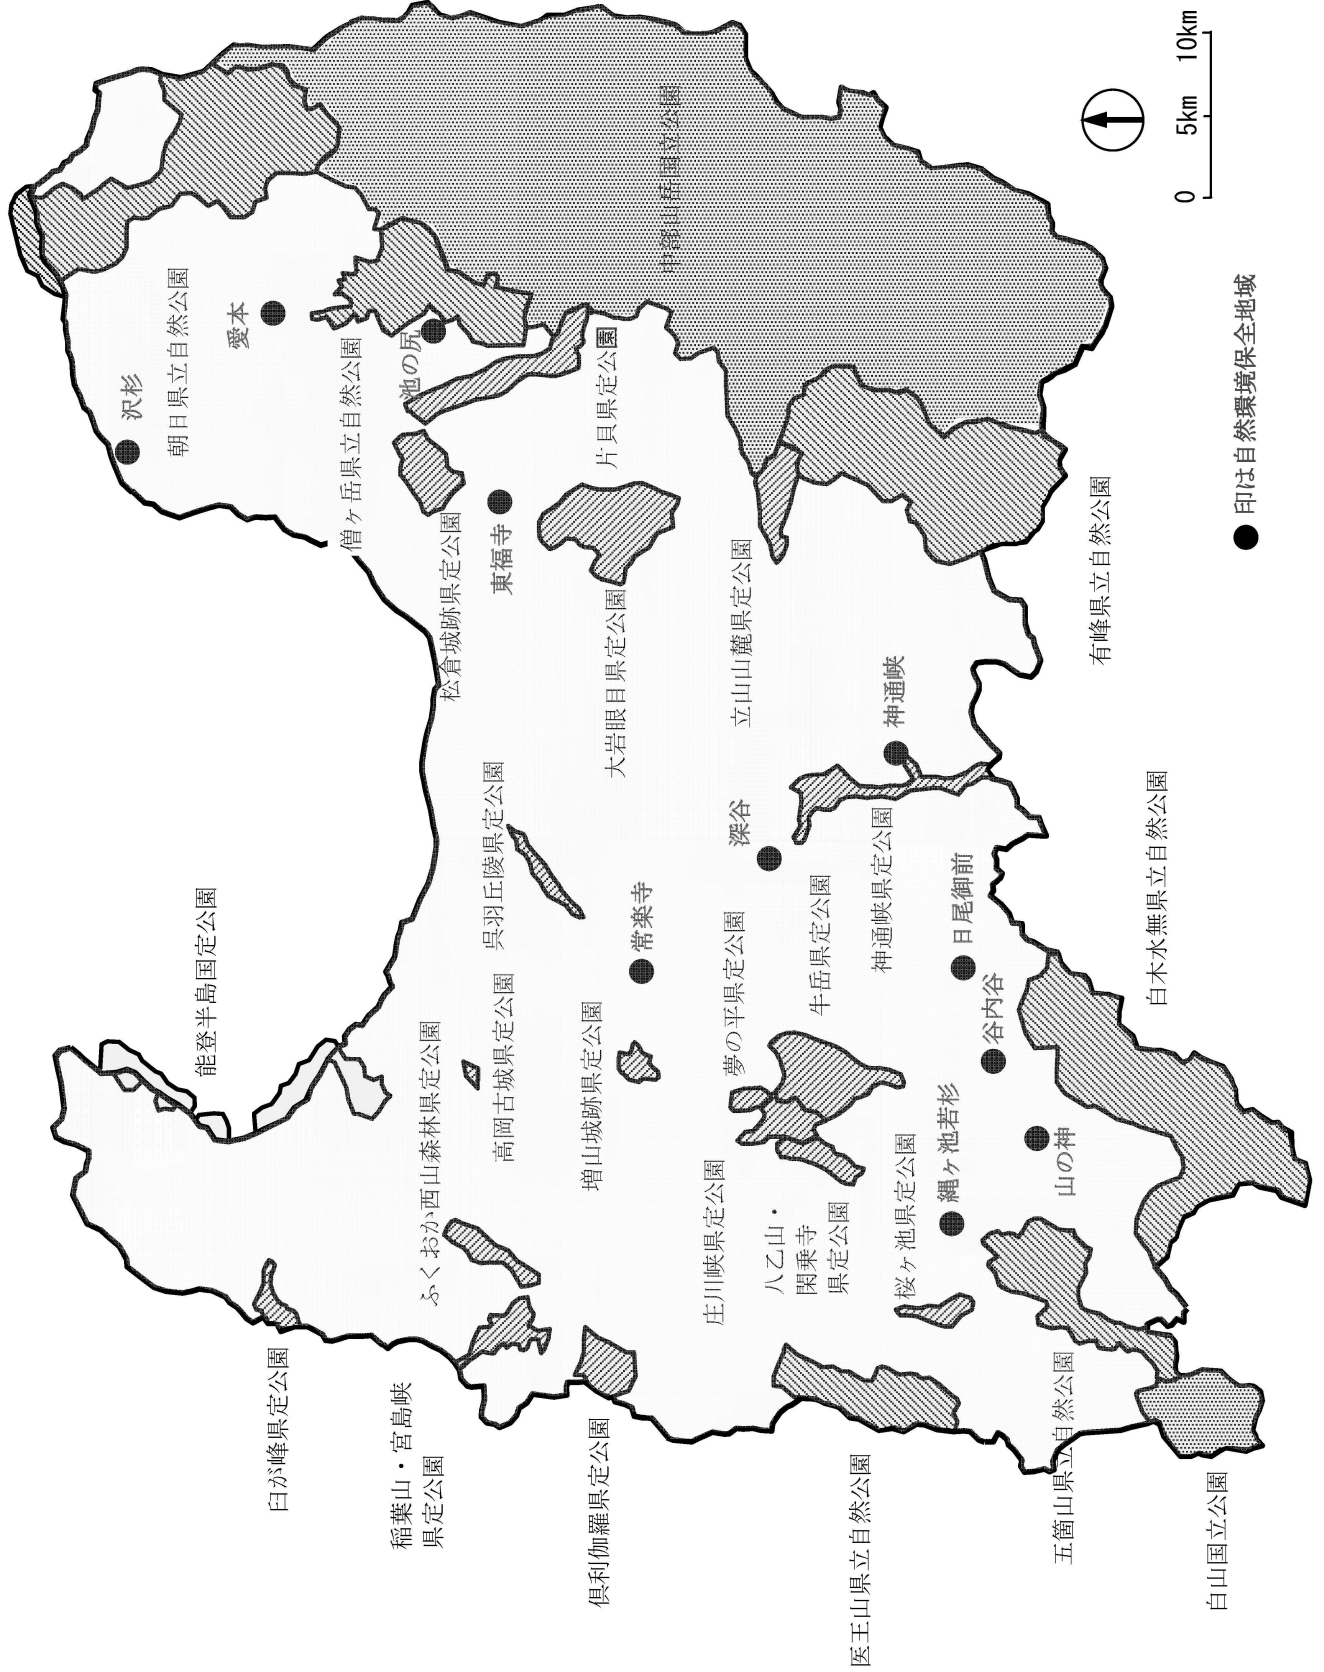 臼が峰県定公園
稲葉山・宮島峡
県定公園
倶利伽羅県定公園
医王山県立自然公園
五箇山県立自然公園
白山国立公園
能登半島国定公園
ふくおか西山森林県定公園
高岡古城県定公園
増山城跡県定公園
庄川峡県定公園
八乙山・
閑乗寺
県定公園
桜ヶ池県定公園
縄ヶ池若杉
山の神
谷内谷
日尾御前
夢の平県定公園
牛岳県定公園
神通峡県定公園
白木水無県立自然公園
呉羽丘陵県定公園
常楽寺
深谷
神通峡
松倉城跡県定公園
東福寺
大岩眼目県定公園
立山山麓県定公園
有峰県立自然公園
沢杉
朝日県立自然公園
愛本
僧ヶ岳県立自然公園
池の尻
片貝県定公園
中部山岳国立公園
●印は自然環境保全地域
0 5km 10km